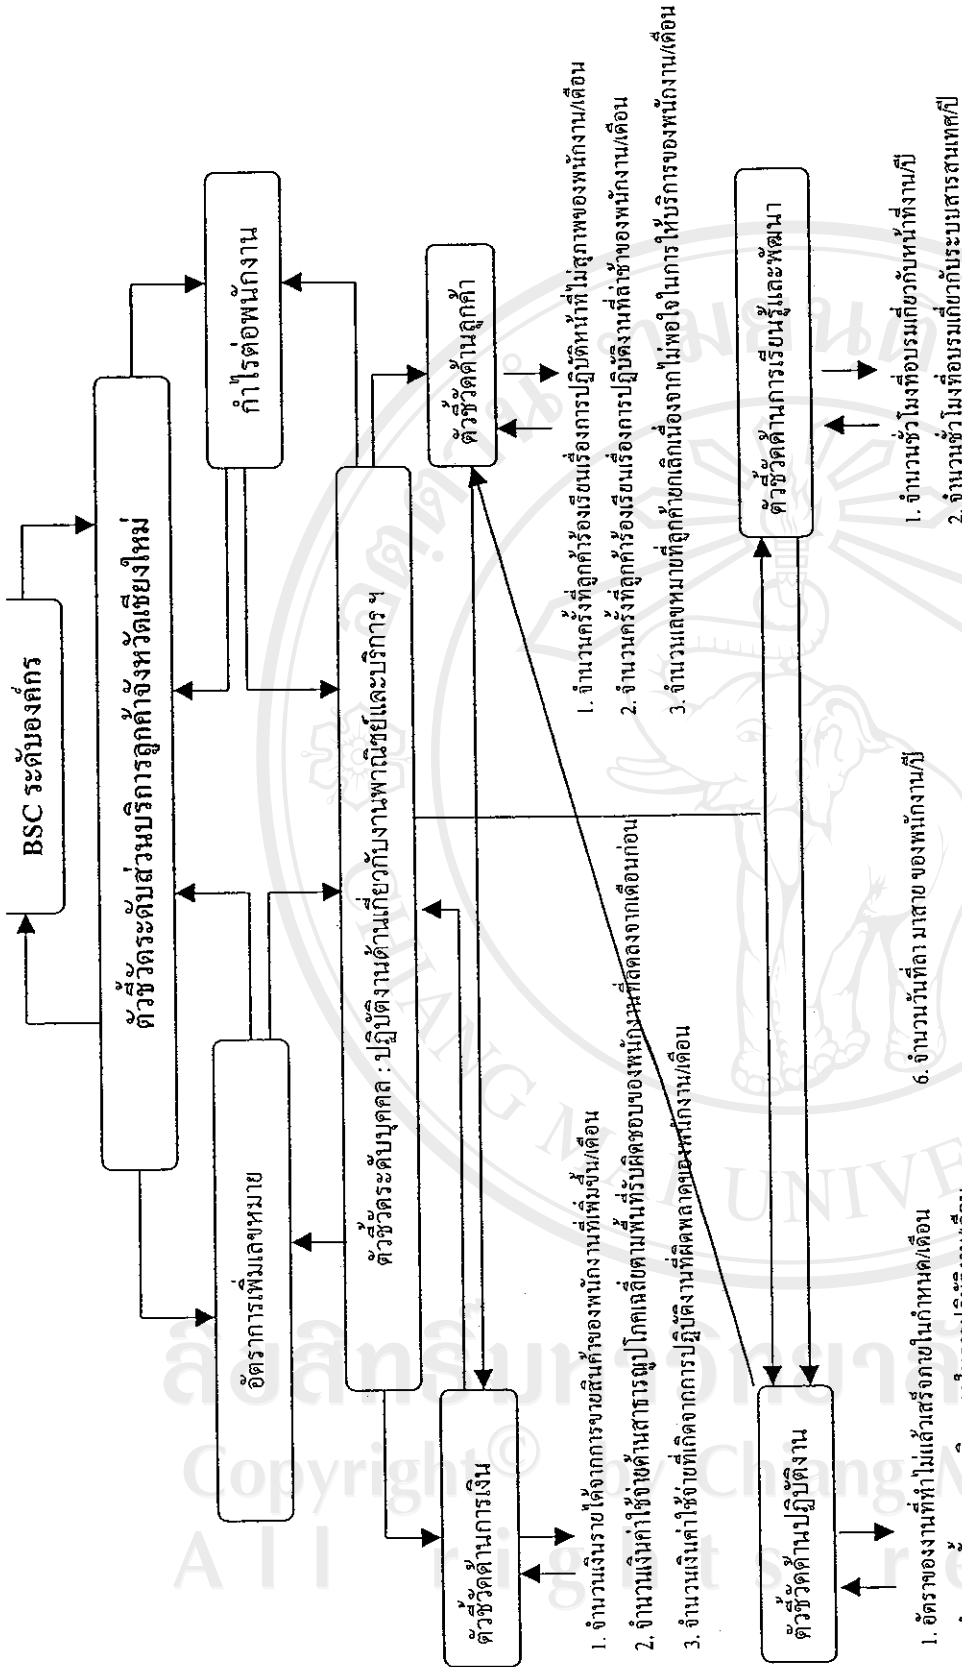 BSC ระดับองค์กร
ตัวชี้วัดระดับส่วนบริการลูกค้าจังหวัดเชียงใหม่
อัตราการเพิ่มเลขหมาย
กำไรต่อพนักงาน
ตัวชี้วัดระดับบุคคล : ปฏิบัติงานด้านเกี่ยวกับงานพาณิชย์และบริการ ฯ
ตัวชี้วัดด้านการเงิน
ตัวชี้วัดด้านลูกค้า
1. จำนวนเงินรายได้จากการขายสินค้าของพนักงานที่เพิ่มขึ้น/เดือน
2. จำนวนเงินค่าใช้จ่ายด้านสาธารณูปโภคเฉลี่ยตามพื้นที่รับผิดชอบของพนักงานที่ลดลงจากเดือนก่อน
3. จำนวนเงินค่าใช้จ่ายที่เกิดจากการปฏิบัติงานที่ผิดพลาดของพนักงาน/เดือน
1. จำนวนครั้งที่ลูกค้าร้องเรียนเรื่องการปฏิบัติหน้าที่ไม่สุภาพของพนักงาน/เดือน
2. จำนวนครั้งที่ลูกค้าร้องเรียนเรื่องการปฏิบัติงานที่ล่าช้าของพนักงาน/เดือน
3. จำนวนเลขหมายที่ลูกค้ายกเลิกเนื่องจากไม่พอใจในการให้บริการของพนักงาน/เดือน
ตัวชี้วัดด้านปฏิบัติงาน
ตัวชี้วัดด้านการเรียนรู้และพัฒนา
1. อัตราของงานที่ทำไม่แล้วเสร็จภายในกำหนด/เดือน
6. จำนวนวันที่ลา มาสาย ของพนักงาน/ปี
1. จำนวนชั่วโมงที่อบรมเกี่ยวกับหน้าที่งาน/ปี
2. จำนวนชั่วโมงที่อบรมเกี่ยวกับระบบสารสนเทศ/ปี
CHIANG MAI UNIVE
Copyright © by Chiang M
All rights re